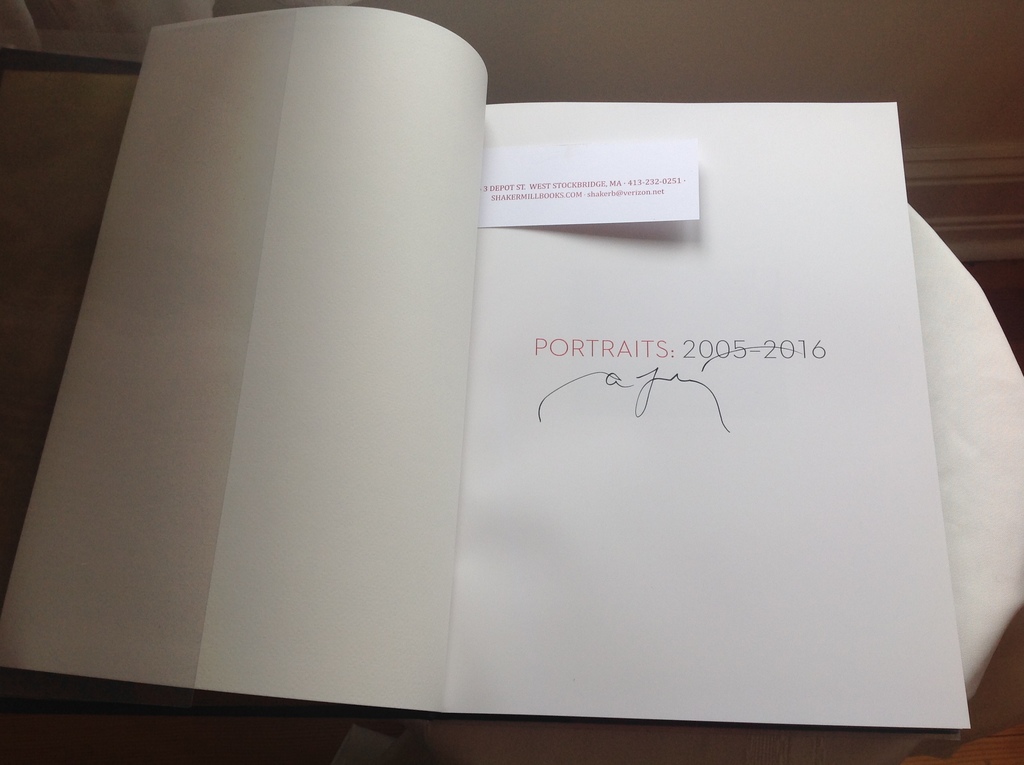 · 3 DEPOT ST. WEST STOCKBRIDGE, MA · 413-232-0251 ·
SHAKERMILLBOOKS.COM · shakerb@verizon.net
PORTRAITS: 2005–2016